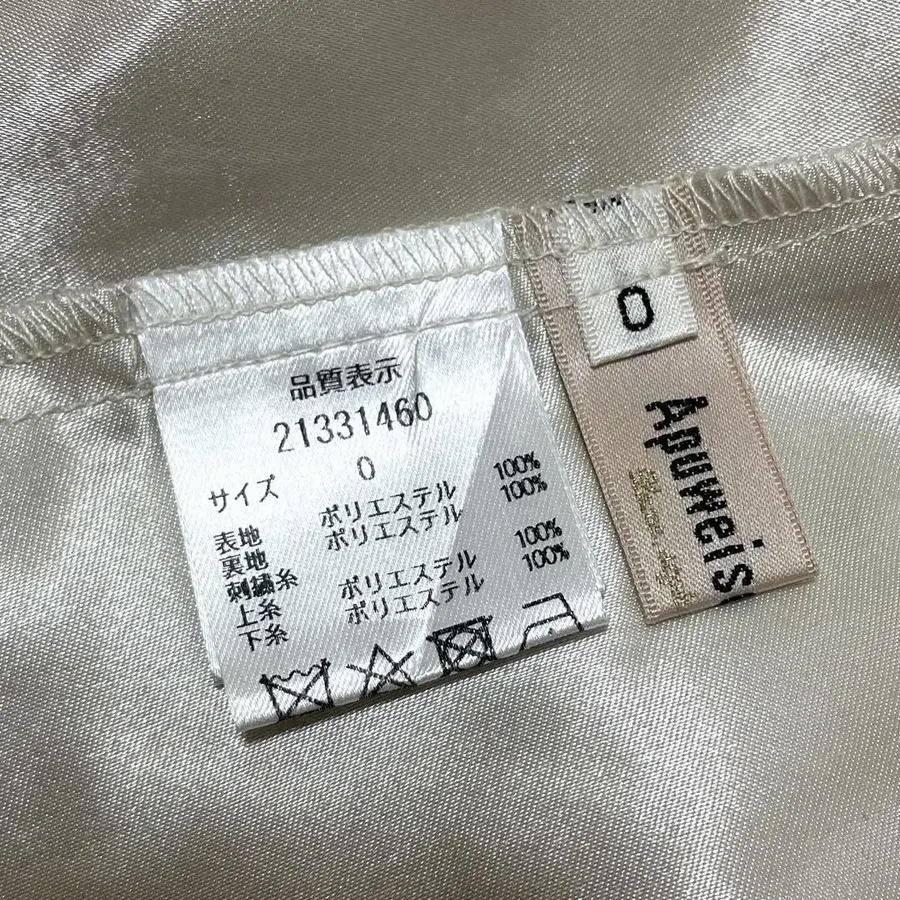 品質表示
21331460
サイズ 0
表地 ポリエステル 100%
裏地 ポリエステル 100%
刺繍糸
上糸 ポリエステル 100%
下糸 ポリエステル 100%
0
Apuweis